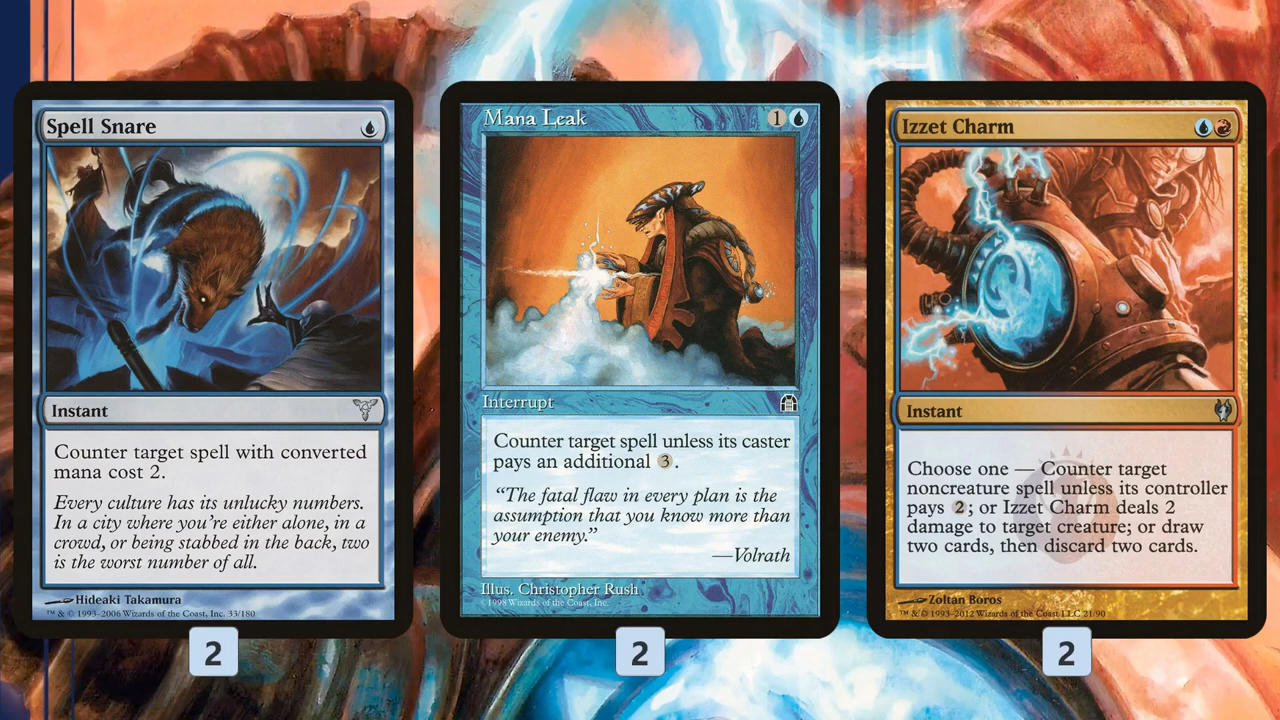 Spell Snare
Instant
Counter target spell with converted
mana cost 2.
Every culture has its unlucky numbers.
In a city where you're either alone, in a
crowd, or being stabbed in the back, two
is the worst number of all.
Hideaki Takamura
™ & © 1993-2006 Wizards of the Coast, Inc. 33/180
2
Mana Leak 1
Interrupt
Counter target spell unless its caster
pays an additional 3.
“The fatal flaw in every plan is the
assumption that you know more than
your enemy.”
—Volrath
Illus. Christopher Rush
© 1998 Wizards of the Coast, Inc.
2
Izzet Charm
Instant
Choose one — Counter target
noncreature spell unless its controller
pays 2; or Izzet Charm deals 2
damage to target creature; or draw
two cards, then discard two cards.
Zoltan Boros
™ & © 1993-2012 Wizards of the Coast LLC 21/90
2